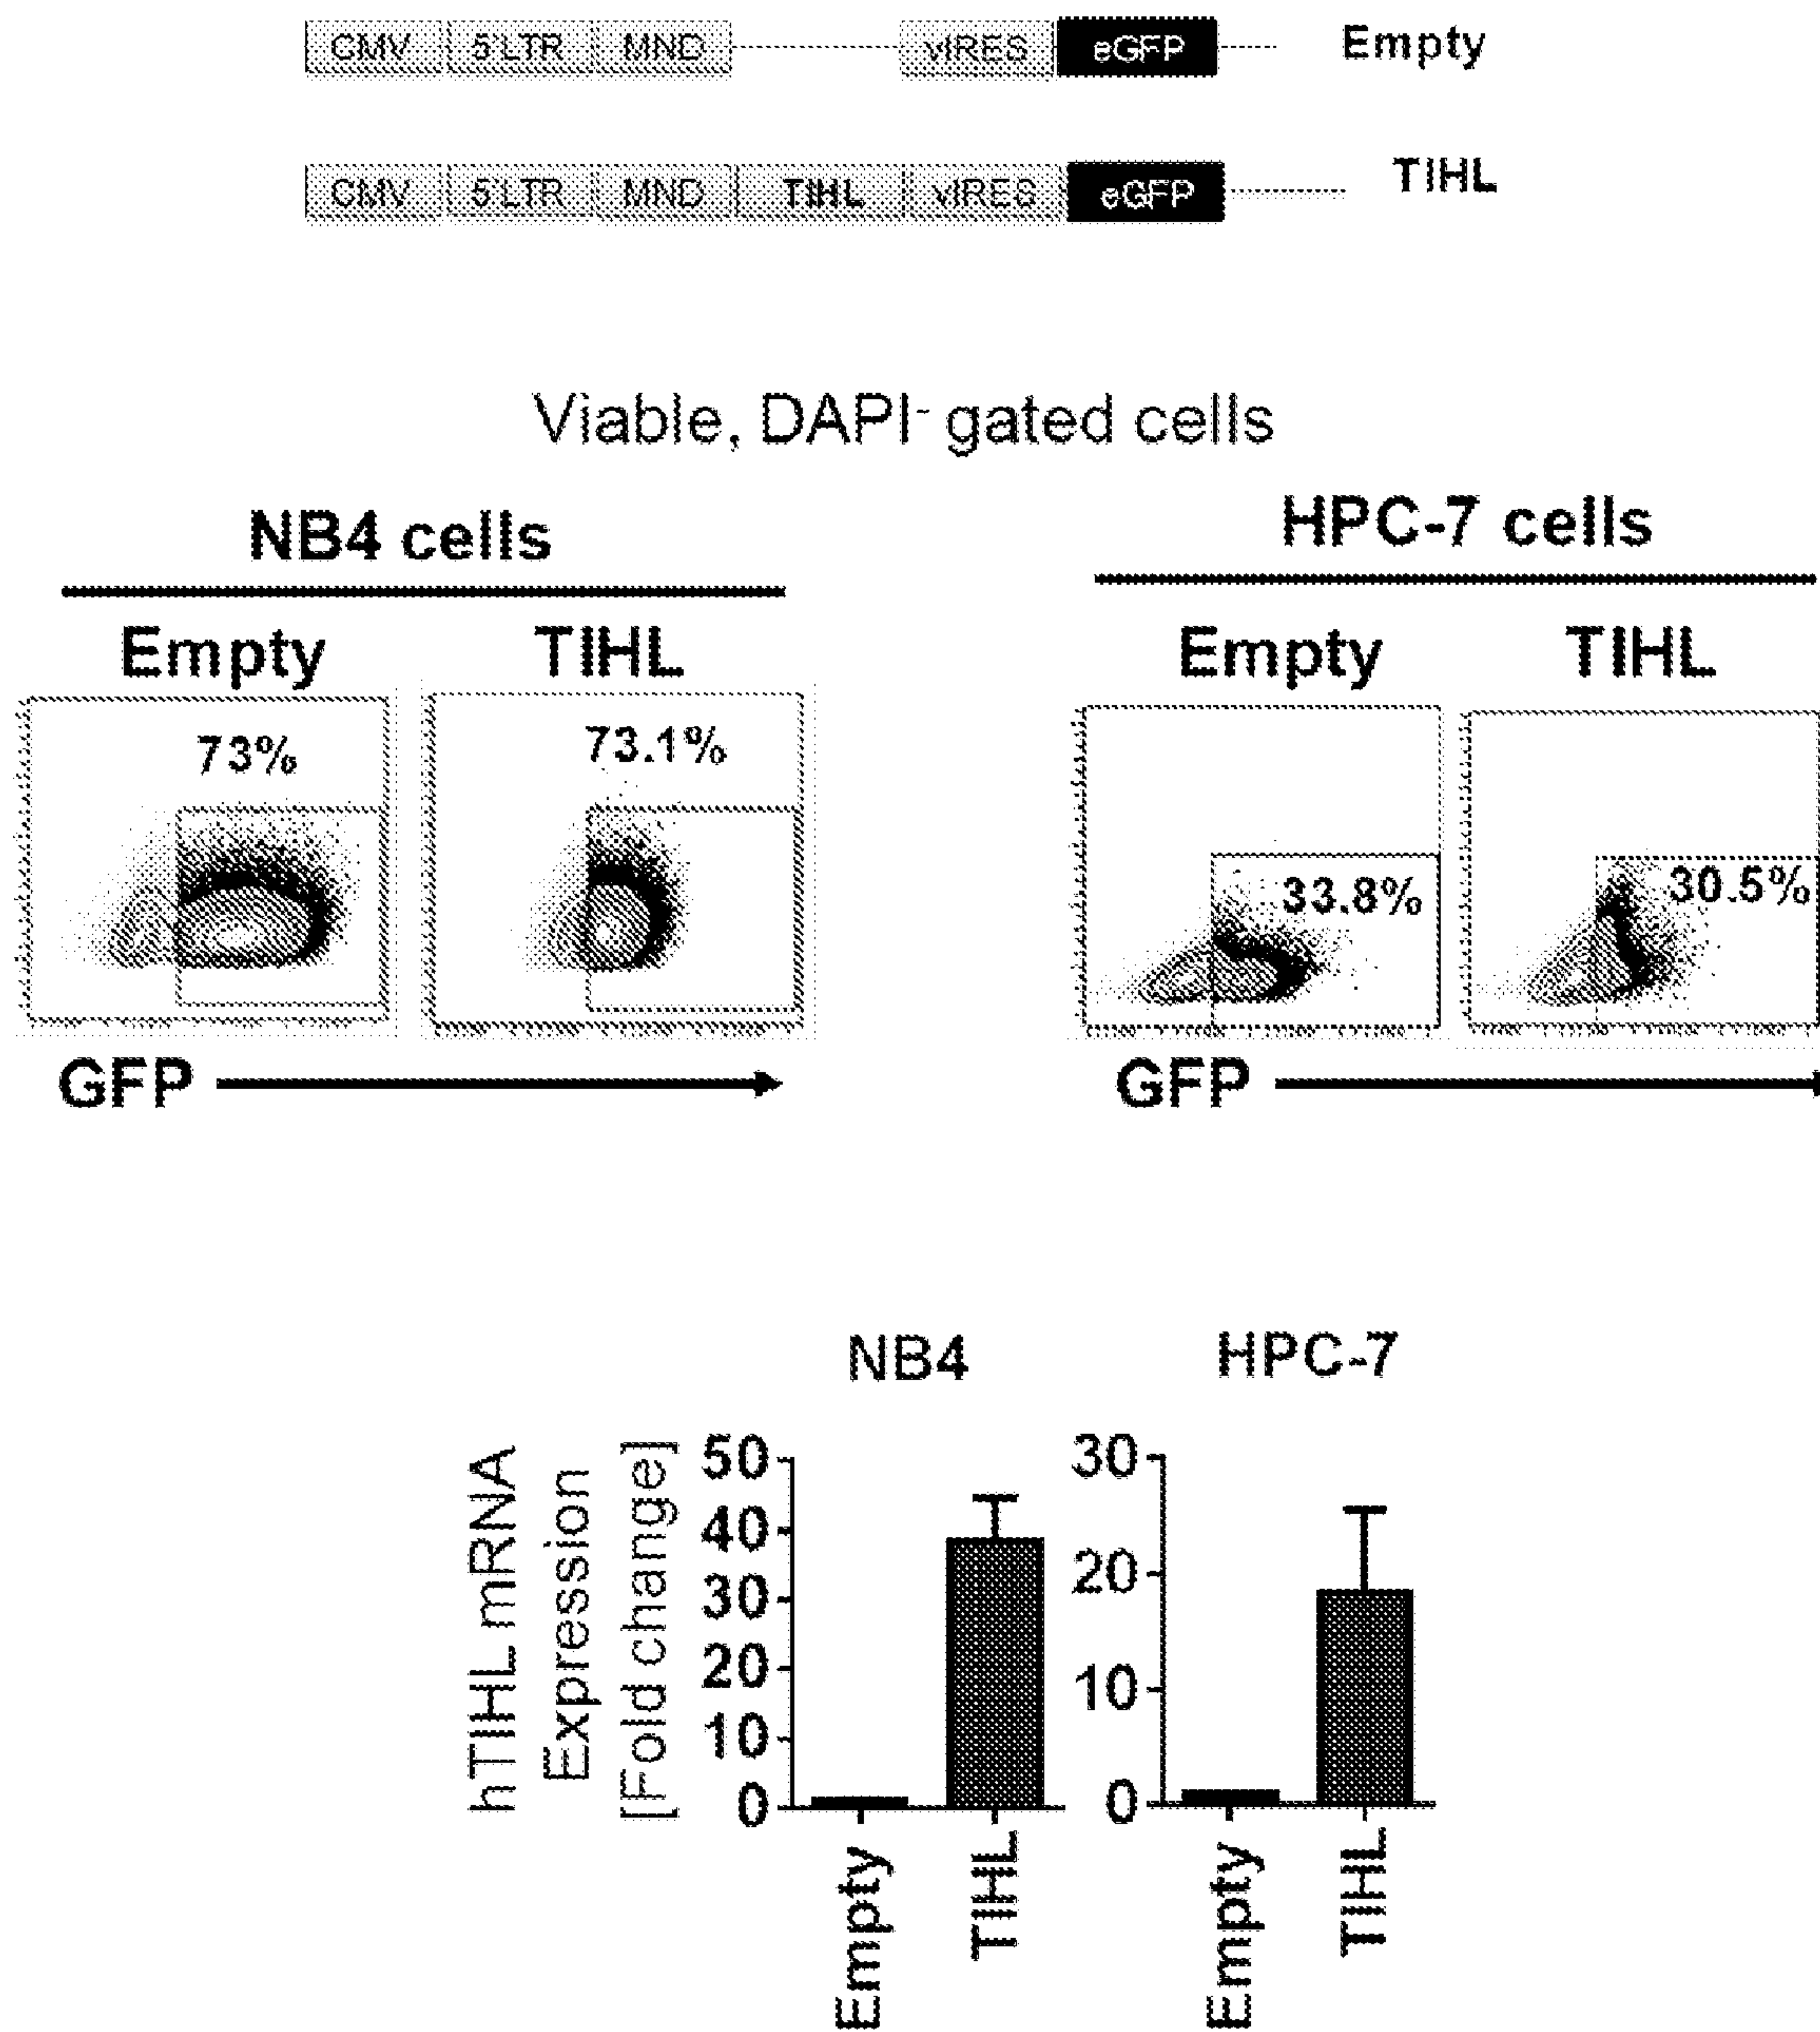 CMV 5'LTR MND vIRES eGFP Empty
CMV 5'LTR MND TIHL vIRES eGFP TIHL
Viable, DAPI- gated cells
NB4 cells HPC-7 cells
Empty TIHL Empty TIHL
73% 73.1% 33.8% 30.5%
GFP GFP
NB4 HPC-7
hTIHL mRNA
Expression
[Fold change]
50
40
30
20
10
0
30
20
10
0
Empty TIHL Empty TIHL